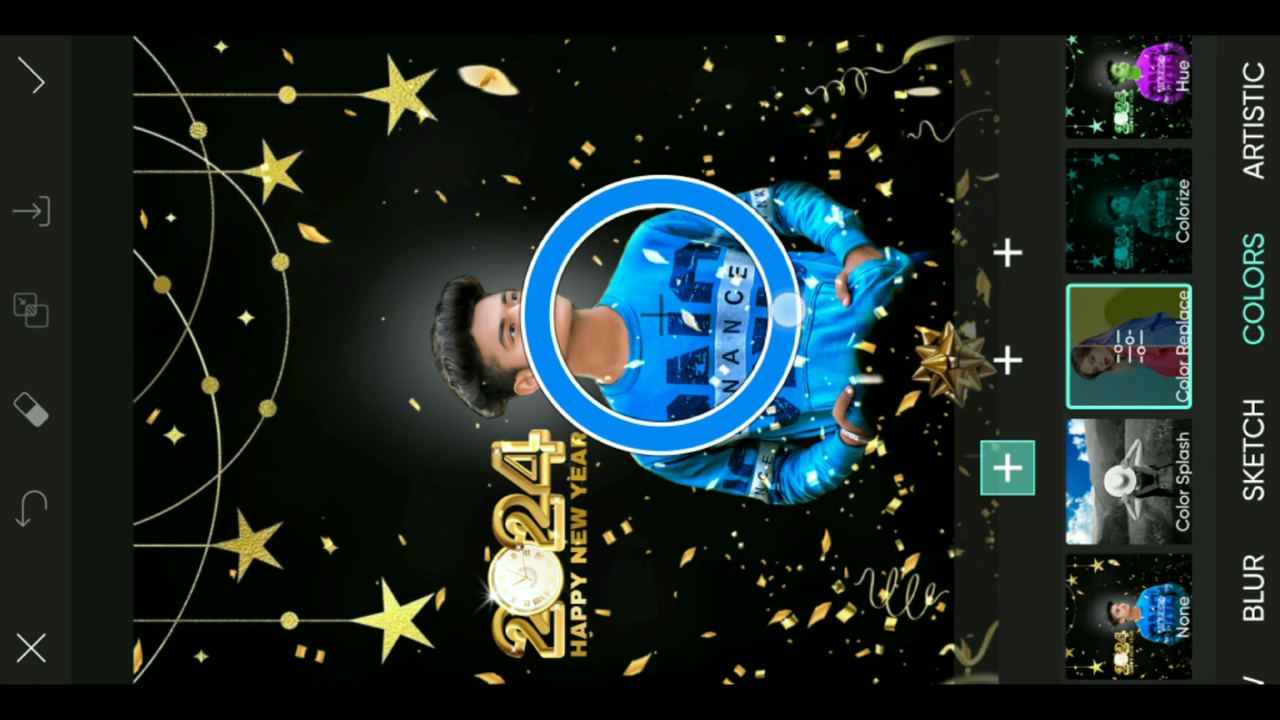 BLUR
SKETCH
COLORS
ARTISTIC
None
Color Splash
Color Replace
Colorize
Hue
2024
HAPPY NEW YEAR
NANCE